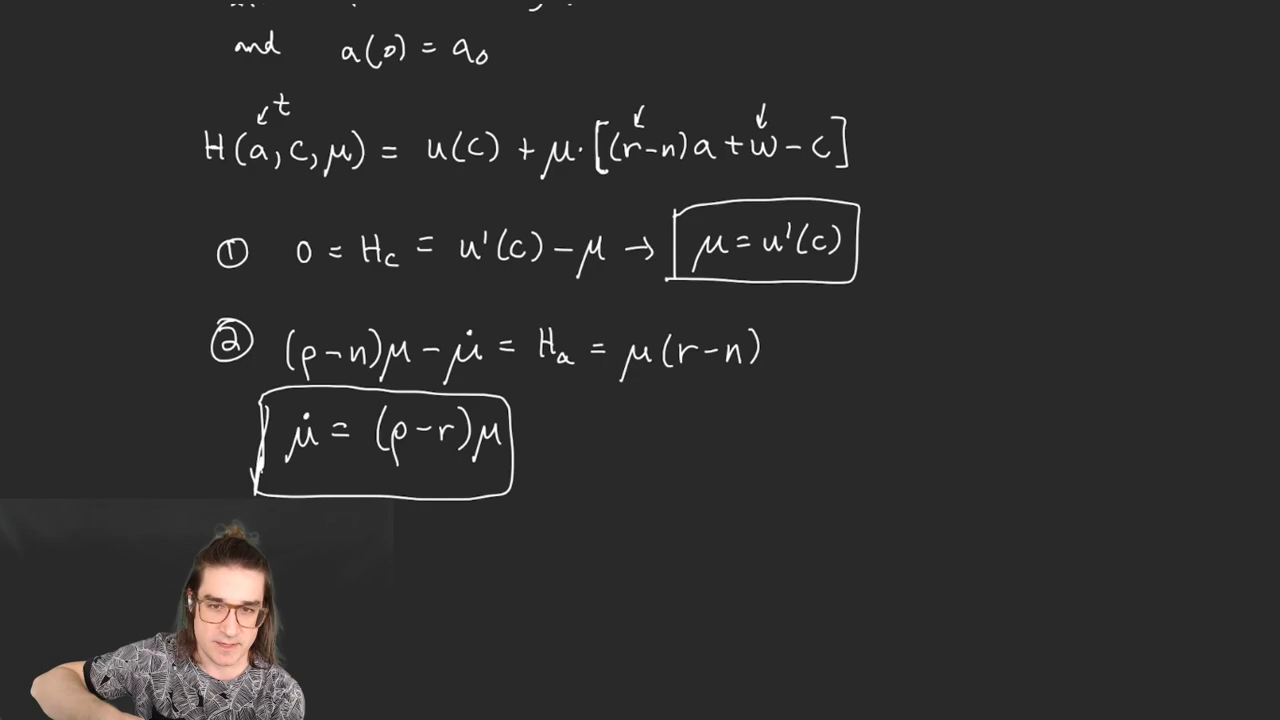 and a(0) = a₀
↙ t ↙ ↓
H(a, c, μ) = u(c) + μ·[(r-n)a + w - c]
① 0 = H_c = u'(c) - μ → μ = u'(c)
② (ρ-n)μ - μ̇ = H_a = μ(r-n)
μ̇ = (ρ-r)μ